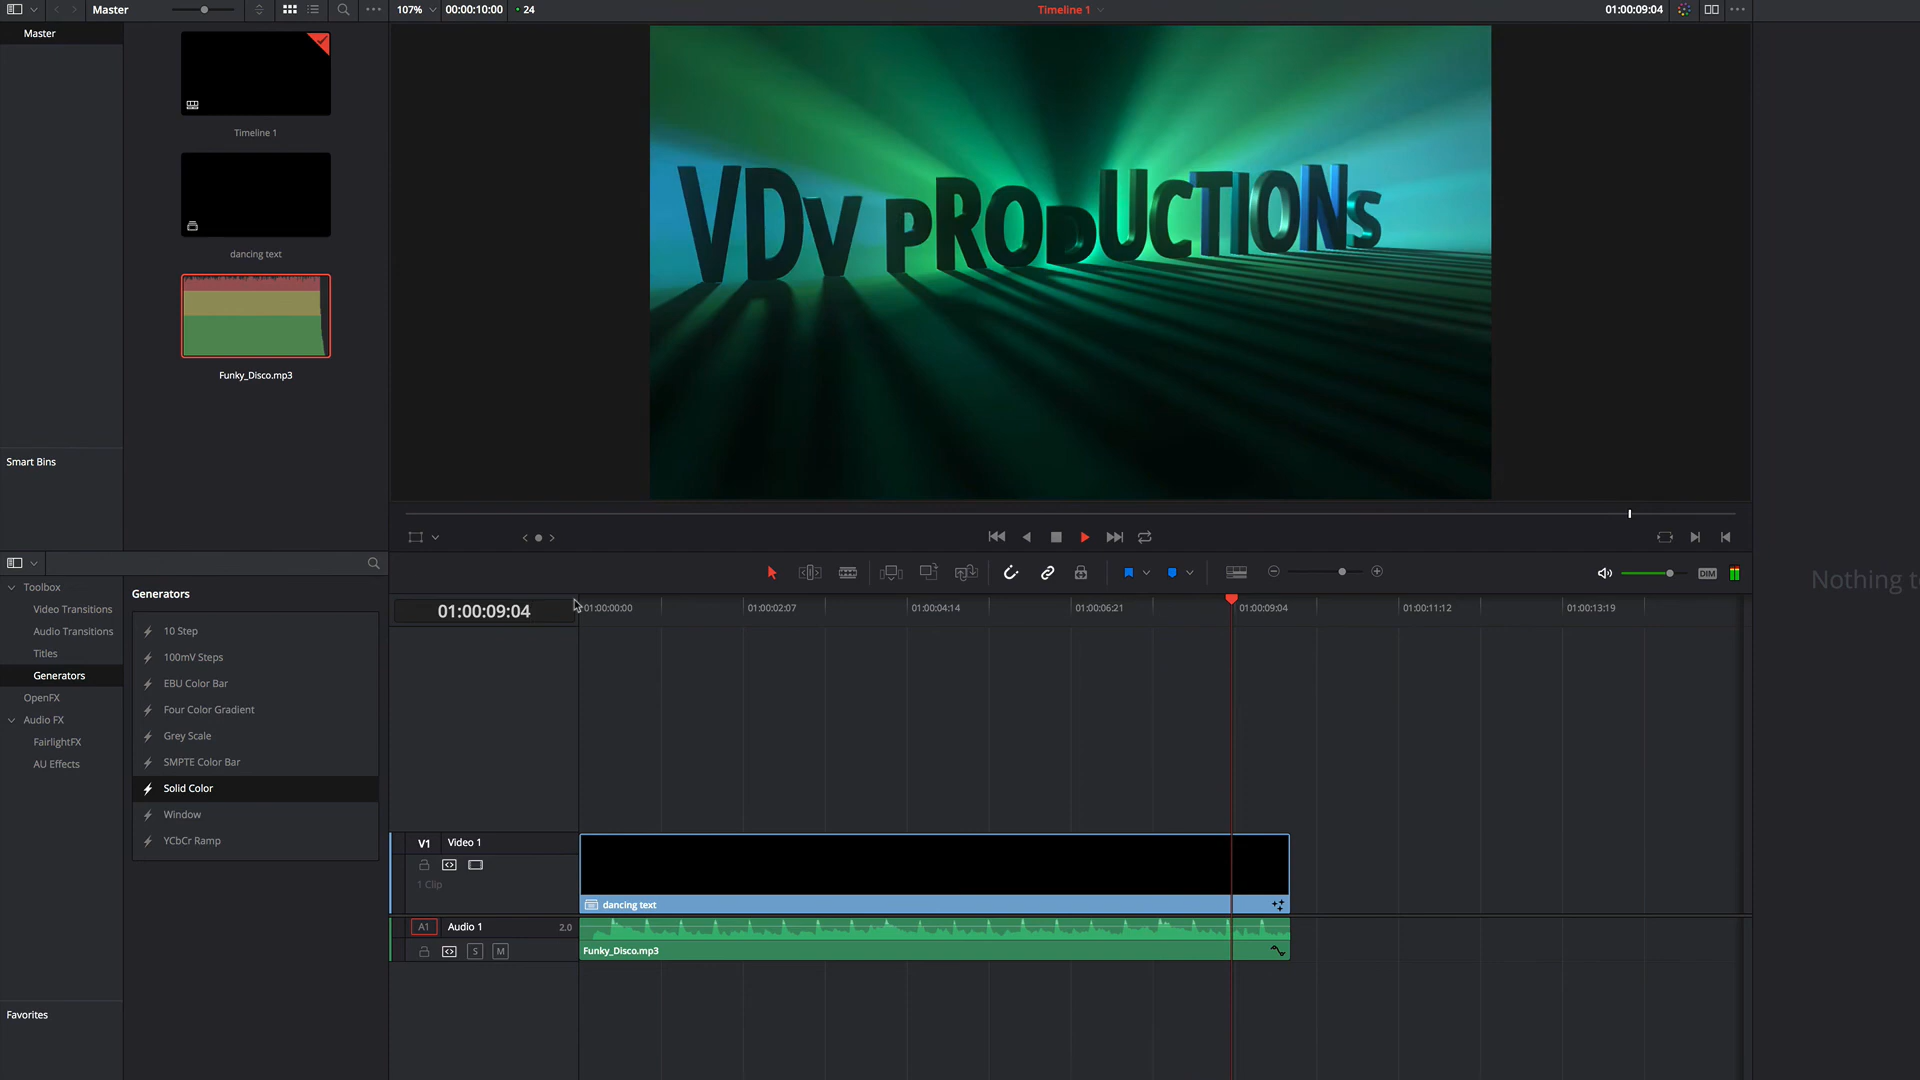 Master
107%
00:00:10:00
24
Timeline 1
01:00:09:04
Master
Timeline 1
dancing text
Funky_Disco.mp3
Smart Bins
VDV PRODUCTIONS
Toolbox
Video Transitions
Audio Transitions
Titles
Generators
OpenFX
Audio FX
FairlightFX
AU Effects
Favorites
Generators
10 Step
100mV Steps
EBU Color Bar
Four Color Gradient
Grey Scale
SMPTE Color Bar
Solid Color
Window
YCbCr Ramp
DIM
Nothing t
01:00:09:04
01:00:00:00
01:00:02:07
01:00:04:14
01:00:06:21
01:00:09:04
01:00:11:12
01:00:13:19
V1
Video 1
1 Clip
dancing text
A1
Audio 1
2.0
S
M
Funky_Disco.mp3